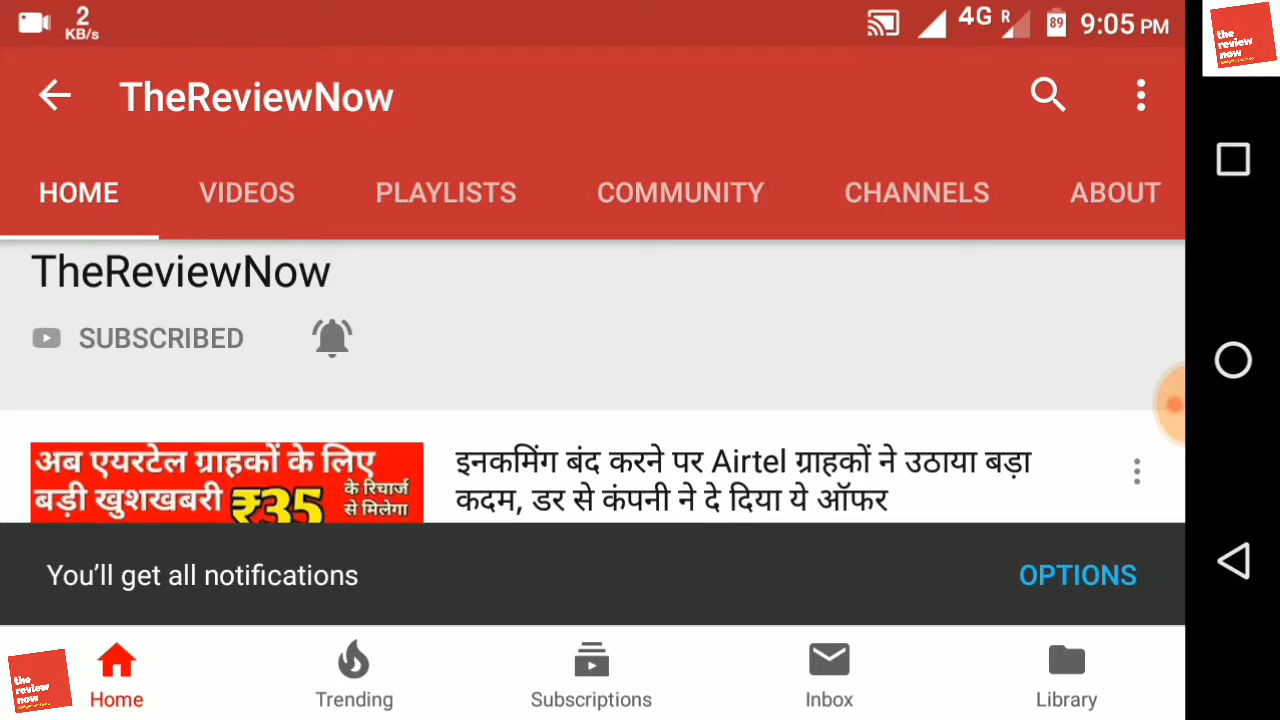 2
KB/s
4G R 89 9:05 PM
the
review
now
TheReviewNow
HOME VIDEOS PLAYLISTS COMMUNITY CHANNELS ABOUT
TheReviewNow
SUBSCRIBED
अब एयरटेल ग्राहकों के लिए
बड़ी खुशखबरी ₹35 के रिचार्ज
से मिलेगा
इनकमिंग बंद करने पर Airtel ग्राहकों ने उठाया बड़ा
कदम, डर से कंपनी ने दे दिया ये ऑफर
You’ll get all notifications OPTIONS
the
review
now
Home Trending Subscriptions Inbox Library